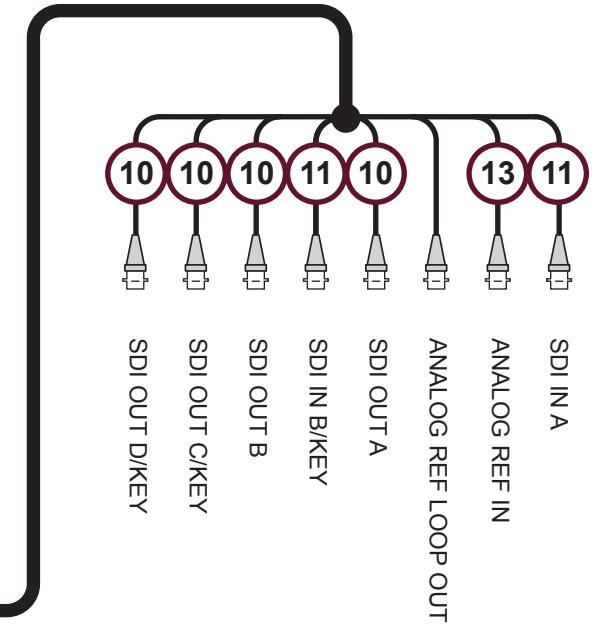 10
10
10
11
10
13
11
SDI OUT D/KEY
SDI OUT C/KEY
SDI OUT B
SDI IN B/KEY
SDI OUT A
ANALOG REF LOOP OUT
ANALOG REF IN
SDI IN A